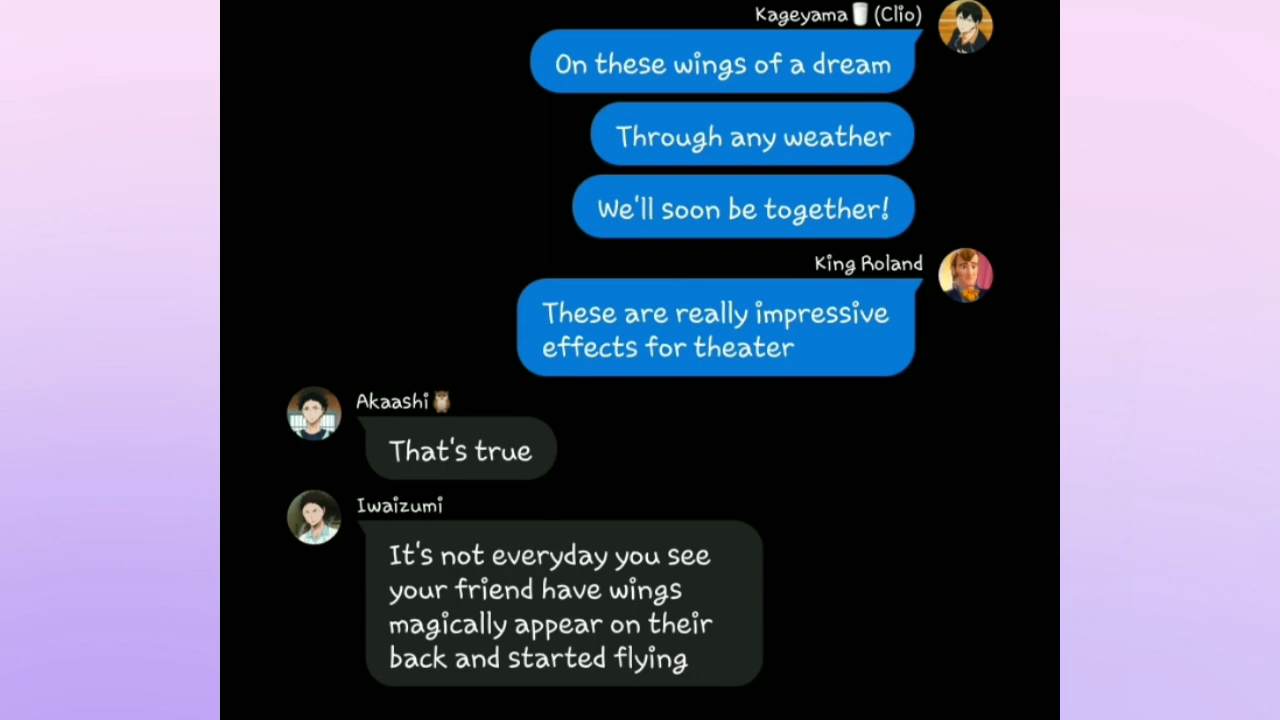 Kageyama🥛(Clio)
On these wings of a dream
Through any weather
We'll soon be together!
King Roland
These are really impressive
effects for theater
Akaashi🦉
That's true
Iwaizumi
It's not everyday you see
your friend have wings
magically appear on their
back and started flying